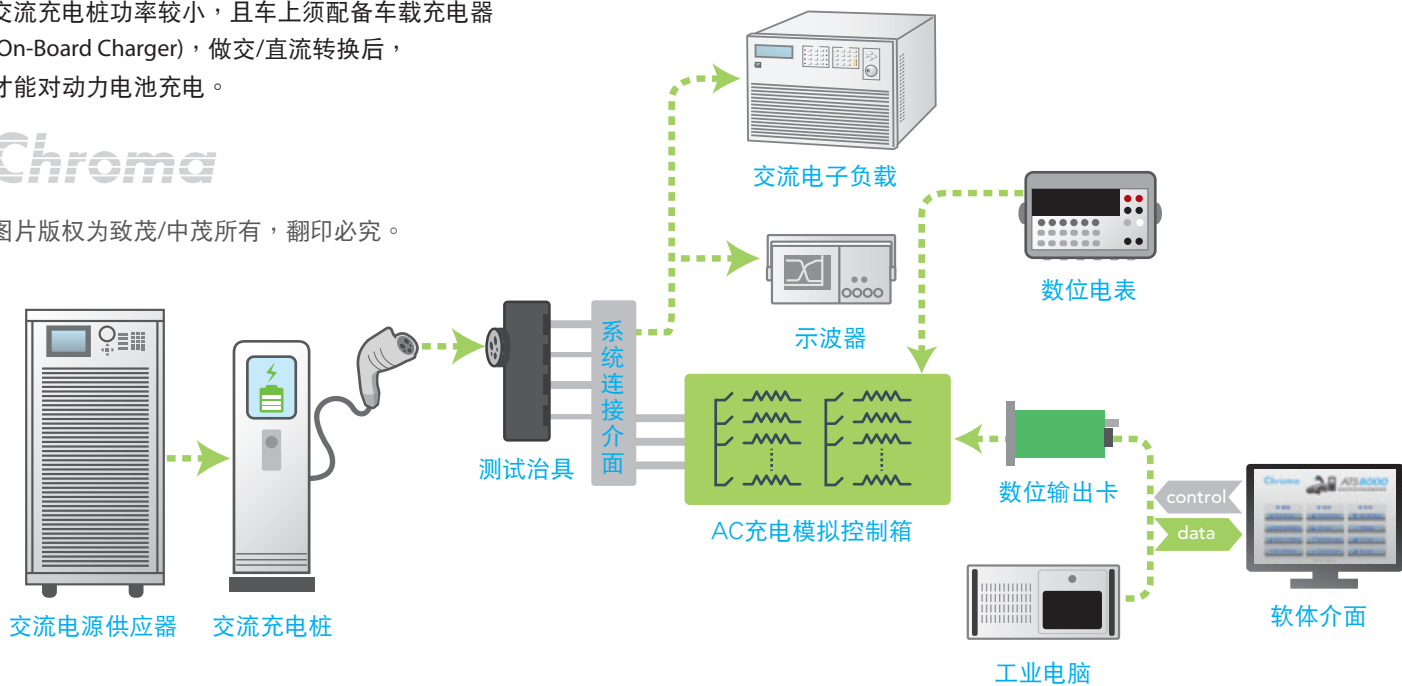 交流充电桩功率较小，且车上须配备车载充电器
On-Board Charger)，做交/直流转换后，
才能对动力电池充电。
Chroma
图片版权为致茂/中茂所有，翻印必究。
交流电子负载
数位电表
示波器
系统连接介面
测试治具
AC充电模拟控制箱
数位输出卡
control
data
Chroma
ATS 8000
交流电源供应器
交流充电桩
工业电脑
软体介面